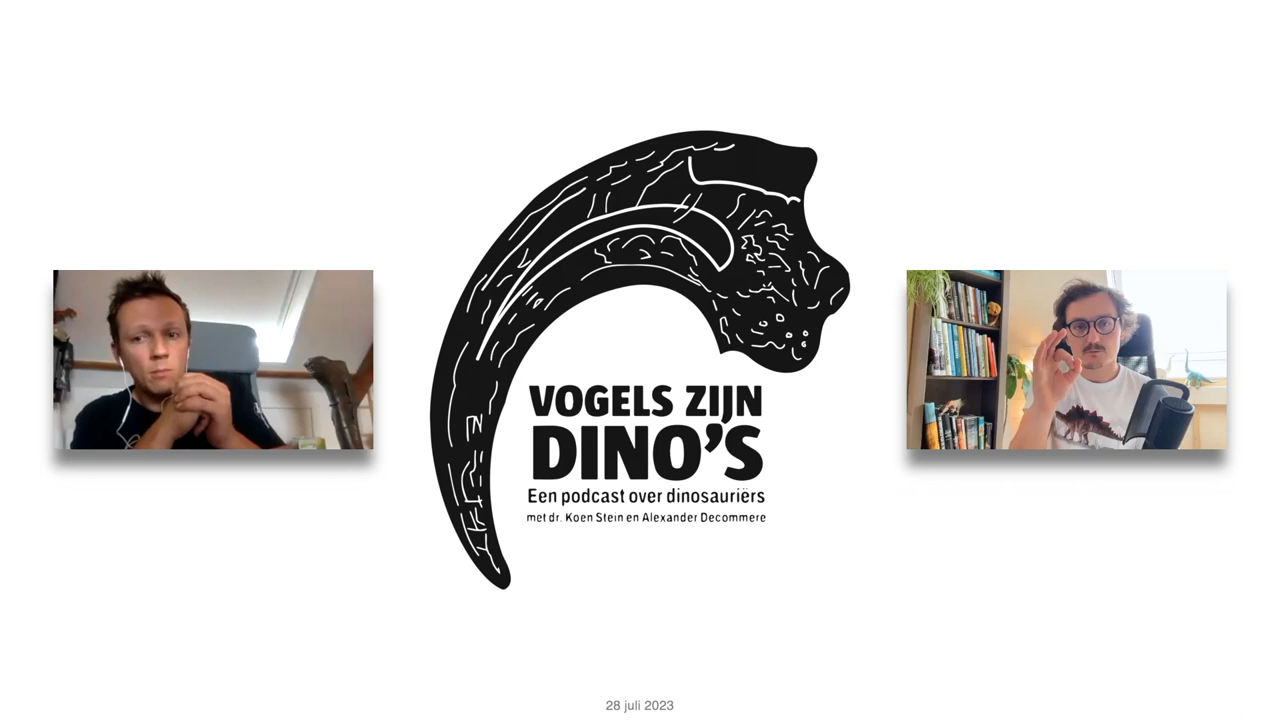 VOGELS ZIJN
DINO'S
Een podcast over dinosauriërs
met dr. Koen Stein en Alexander Decommere
28 juli 2023